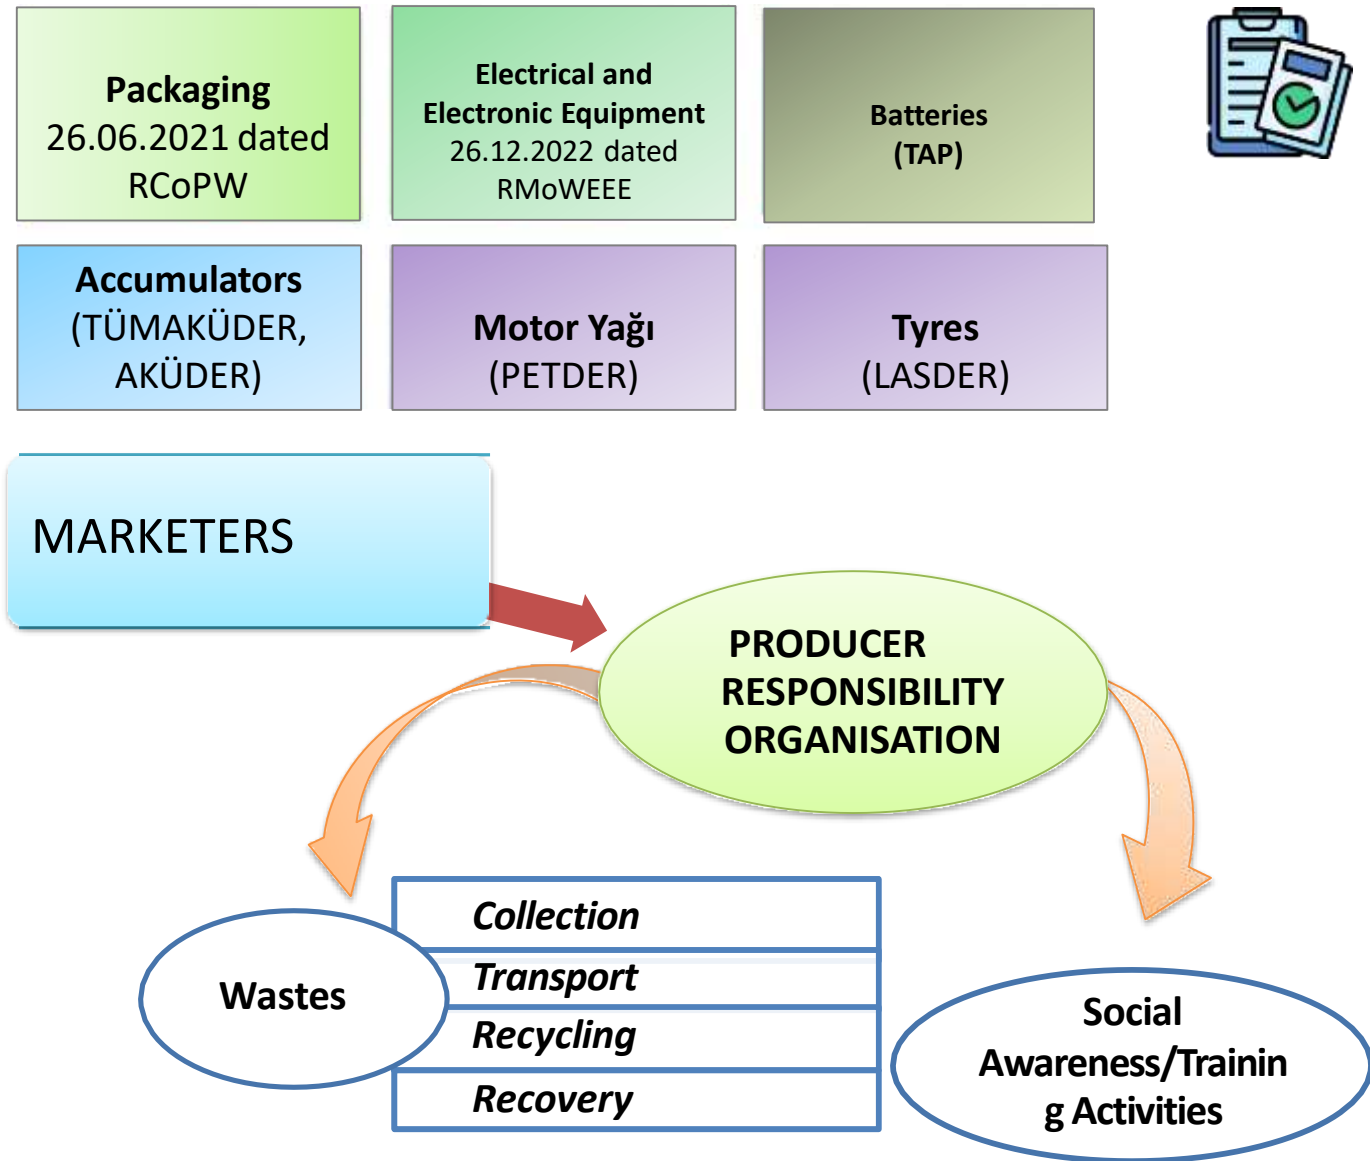 Packaging
26.06.2021 dated
RCoPW
Electrical and
Electronic Equipment
26.12.2022 dated
RMoWEEE
Batteries
(TAP)
Accumulators
(TÜMAKÜDER,
AKÜDER)
Motor Yağı
(PETDER)
Tyres
(LASDER)
MARKETERS
PRODUCER
RESPONSIBILITY
ORGANISATION
Wastes
Collection
Transport
Recycling
Recovery
Social
Awareness/Trainin
g Activities